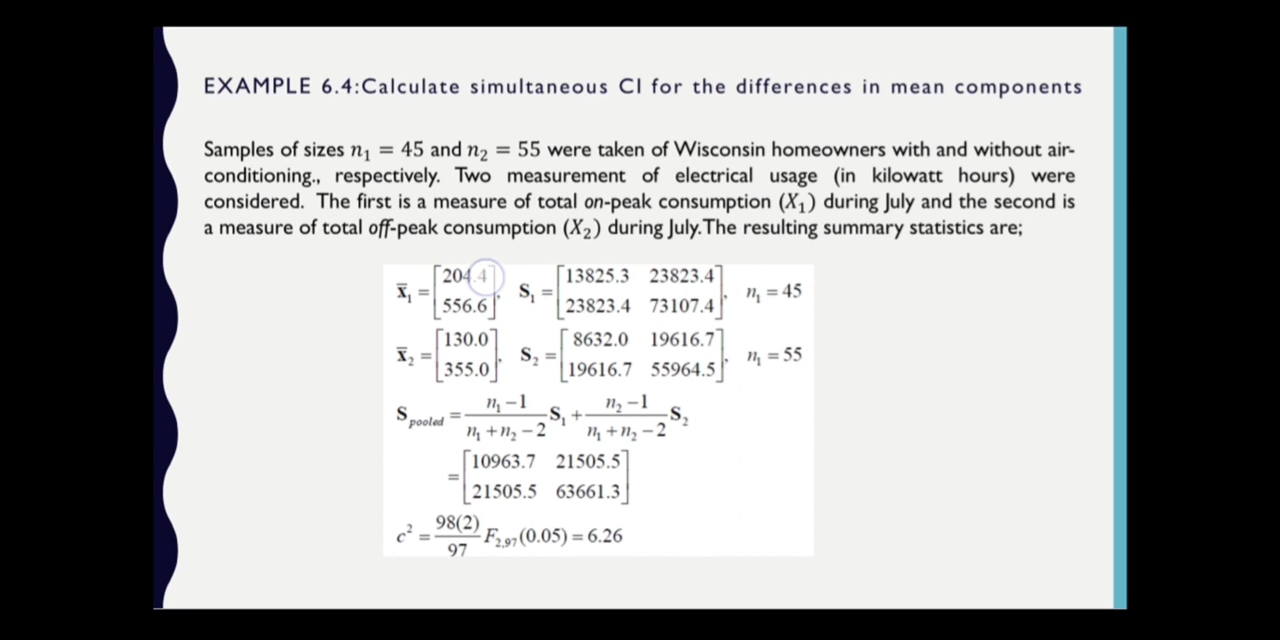 EXAMPLE 6.4:Calculate simultaneous CI for the differences in mean components
Samples of sizes n₁ = 45 and n₂ = 55 were taken of Wisconsin homeowners with and without air-
conditioning., respectively. Two measurement of electrical usage (in kilowatt hours) were
considered. The first is a measure of total on-peak consumption (X₁) during July and the second is
a measure of total off-peak consumption (X₂) during July.The resulting summary statistics are;
x̄₁ = [204.4; 556.6], S₁ = [13825.3 23823.4; 23823.4 73107.4], n₁ = 45
x̄₂ = [130.0; 355.0], S₂ = [8632.0 19616.7; 19616.7 55964.5], n₁ = 55
S_pooled = (n₁ − 1)/(n₁ + n₂ − 2) S₁ + (n₂ − 1)/(n₁ + n₂ − 2) S₂
= [10963.7 21505.5; 21505.5 63661.3]
c² = 98(2)/97 F₂,₉₇(0.05) = 6.26